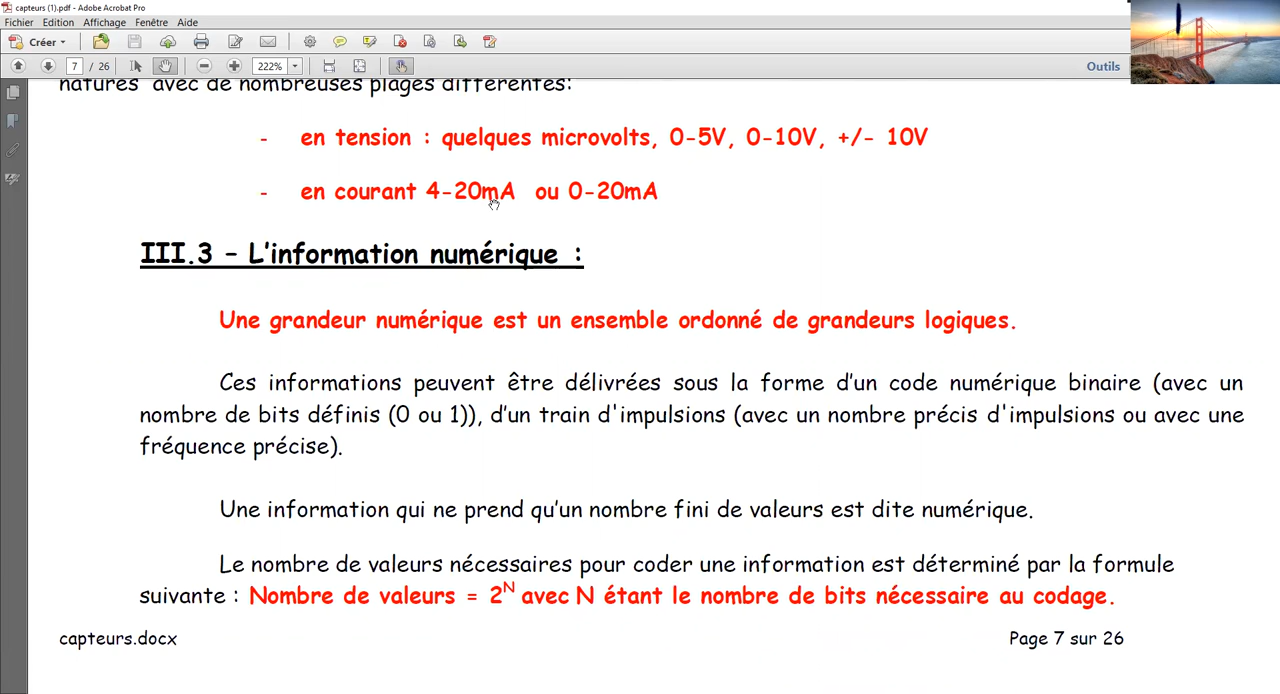 capteurs (1).pdf - Adobe Acrobat Pro
Fichier Edition Affichage Fenêtre Aide
Créer
7 / 26 222% Outils
natures avec de nombreuses plages différentes:
- en tension : quelques microvolts, 0-5V, 0-10V, +/- 10V
- en courant 4-20mA ou 0-20mA
III.3 – L'information numérique :
Une grandeur numérique est un ensemble ordonné de grandeurs logiques.
Ces informations peuvent être délivrées sous la forme d'un code numérique binaire (avec un
nombre de bits définis (0 ou 1)), d'un train d'impulsions (avec un nombre précis d'impulsions ou avec une
fréquence précise).
Une information qui ne prend qu'un nombre fini de valeurs est dite numérique.
Le nombre de valeurs nécessaires pour coder une information est déterminé par la formule
suivante : Nombre de valeurs = 2^N avec N étant le nombre de bits nécessaire au codage.
capteurs.docx Page 7 sur 26